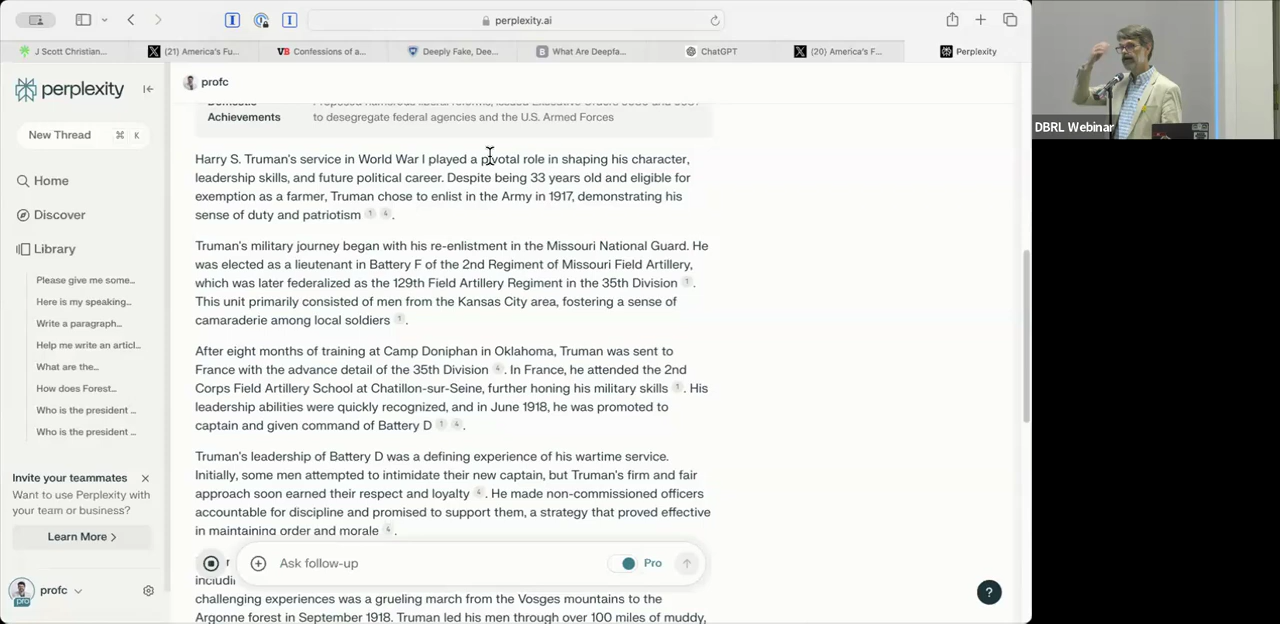 perplexity.ai
J Scott Christian...
(21) America's Fu...
Confessions of a...
Deeply Fake, Dee...
What Are Deepfa...
ChatGPT
(20) America's F...
Perplexity
perplexity
New Thread
⌘ K
Home
Discover
Library
Please give me some...
Here is my speaking...
Write a paragraph...
Help me write an articl...
What are the...
How does Forest...
Who is the president ...
Who is the president ...
Invite your teammates
Want to use Perplexity with
your team or business?
Learn More
profc
pro
profc
Achievements
to desegregate federal agencies and the U.S. Armed Forces
Harry S. Truman's service in World War I played a pivotal role in shaping his character,
leadership skills, and future political career. Despite being 33 years old and eligible for
exemption as a farmer, Truman chose to enlist in the Army in 1917, demonstrating his
sense of duty and patriotism 1 4 .
Truman's military journey began with his re-enlistment in the Missouri National Guard. He
was elected as a lieutenant in Battery F of the 2nd Regiment of Missouri Field Artillery,
which was later federalized as the 129th Field Artillery Regiment in the 35th Division 1 .
This unit primarily consisted of men from the Kansas City area, fostering a sense of
camaraderie among local soldiers 1 .
After eight months of training at Camp Doniphan in Oklahoma, Truman was sent to
France with the advance detail of the 35th Division 4 . In France, he attended the 2nd
Corps Field Artillery School at Chatillon-sur-Seine, further honing his military skills 1 . His
leadership abilities were quickly recognized, and in June 1918, he was promoted to
captain and given command of Battery D 1 4 .
Truman's leadership of Battery D was a defining experience of his wartime service.
Initially, some men attempted to intimidate their new captain, but Truman's firm and fair
approach soon earned their respect and loyalty 4 . He made non-commissioned officers
accountable for discipline and promised to support them, a strategy that proved effective
in maintaining order and morale 4 .
Ask follow-up
Pro
challenging experiences was a grueling march from the Vosges mountains to the
Argonne forest in September 1918. Truman led his men through over 100 miles of muddy,
?
DBRL Webinar